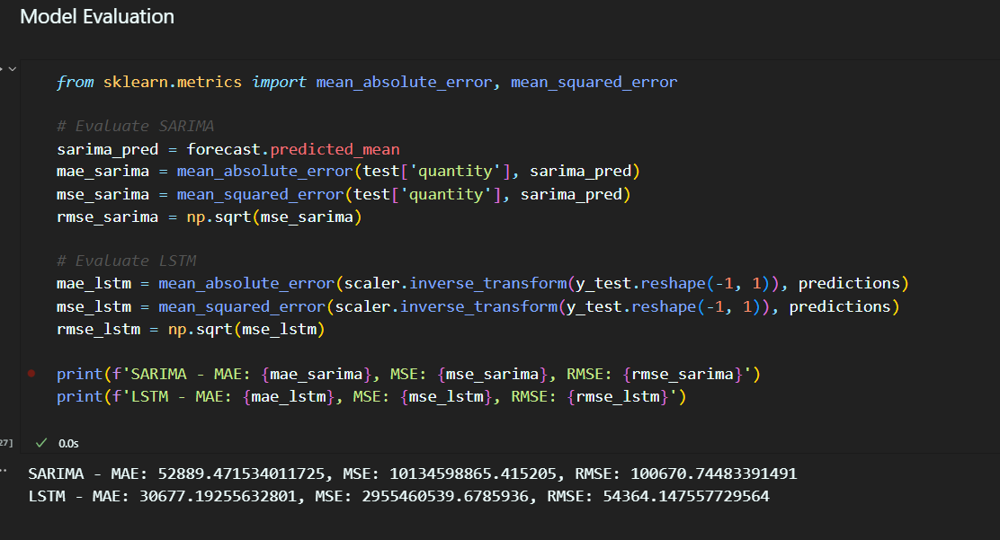 Model Evaluation
from sklearn.metrics import mean_absolute_error, mean_squared_error
# Evaluate SARIMA
sarima_pred = forecast.predicted_mean
mae_sarima = mean_absolute_error(test['quantity'], sarima_pred)
mse_sarima = mean_squared_error(test['quantity'], sarima_pred)
rmse_sarima = np.sqrt(mse_sarima)
# Evaluate LSTM
mae_lstm = mean_absolute_error(scaler.inverse_transform(y_test.reshape(-1, 1)), predictions)
mse_lstm = mean_squared_error(scaler.inverse_transform(y_test.reshape(-1, 1)), predictions)
rmse_lstm = np.sqrt(mse_lstm)
print(f'SARIMA - MAE: {mae_sarima}, MSE: {mse_sarima}, RMSE: {rmse_sarima}')
print(f'LSTM - MAE: {mae_lstm}, MSE: {mse_lstm}, RMSE: {rmse_lstm}')
27] 0.0s
SARIMA - MAE: 52889.471534011725, MSE: 10134598865.415205, RMSE: 100670.74483391491
LSTM - MAE: 30677.19255632801, MSE: 2955460539.6785936, RMSE: 54364.147557729564